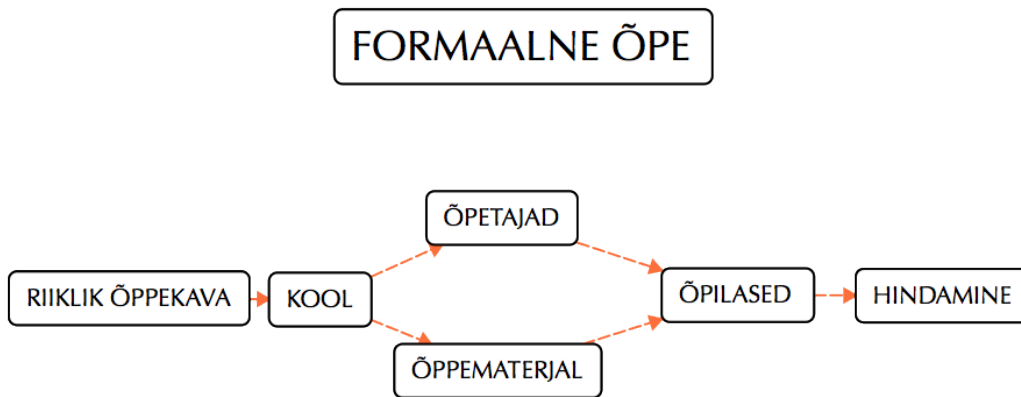 FORMAALNE ÕPE
ÕPETAJAD
RIIKLIK ÕPPEKAVA
KOOL
ÕPILASED
HINDAMINE
ÕPPEMATERJAL